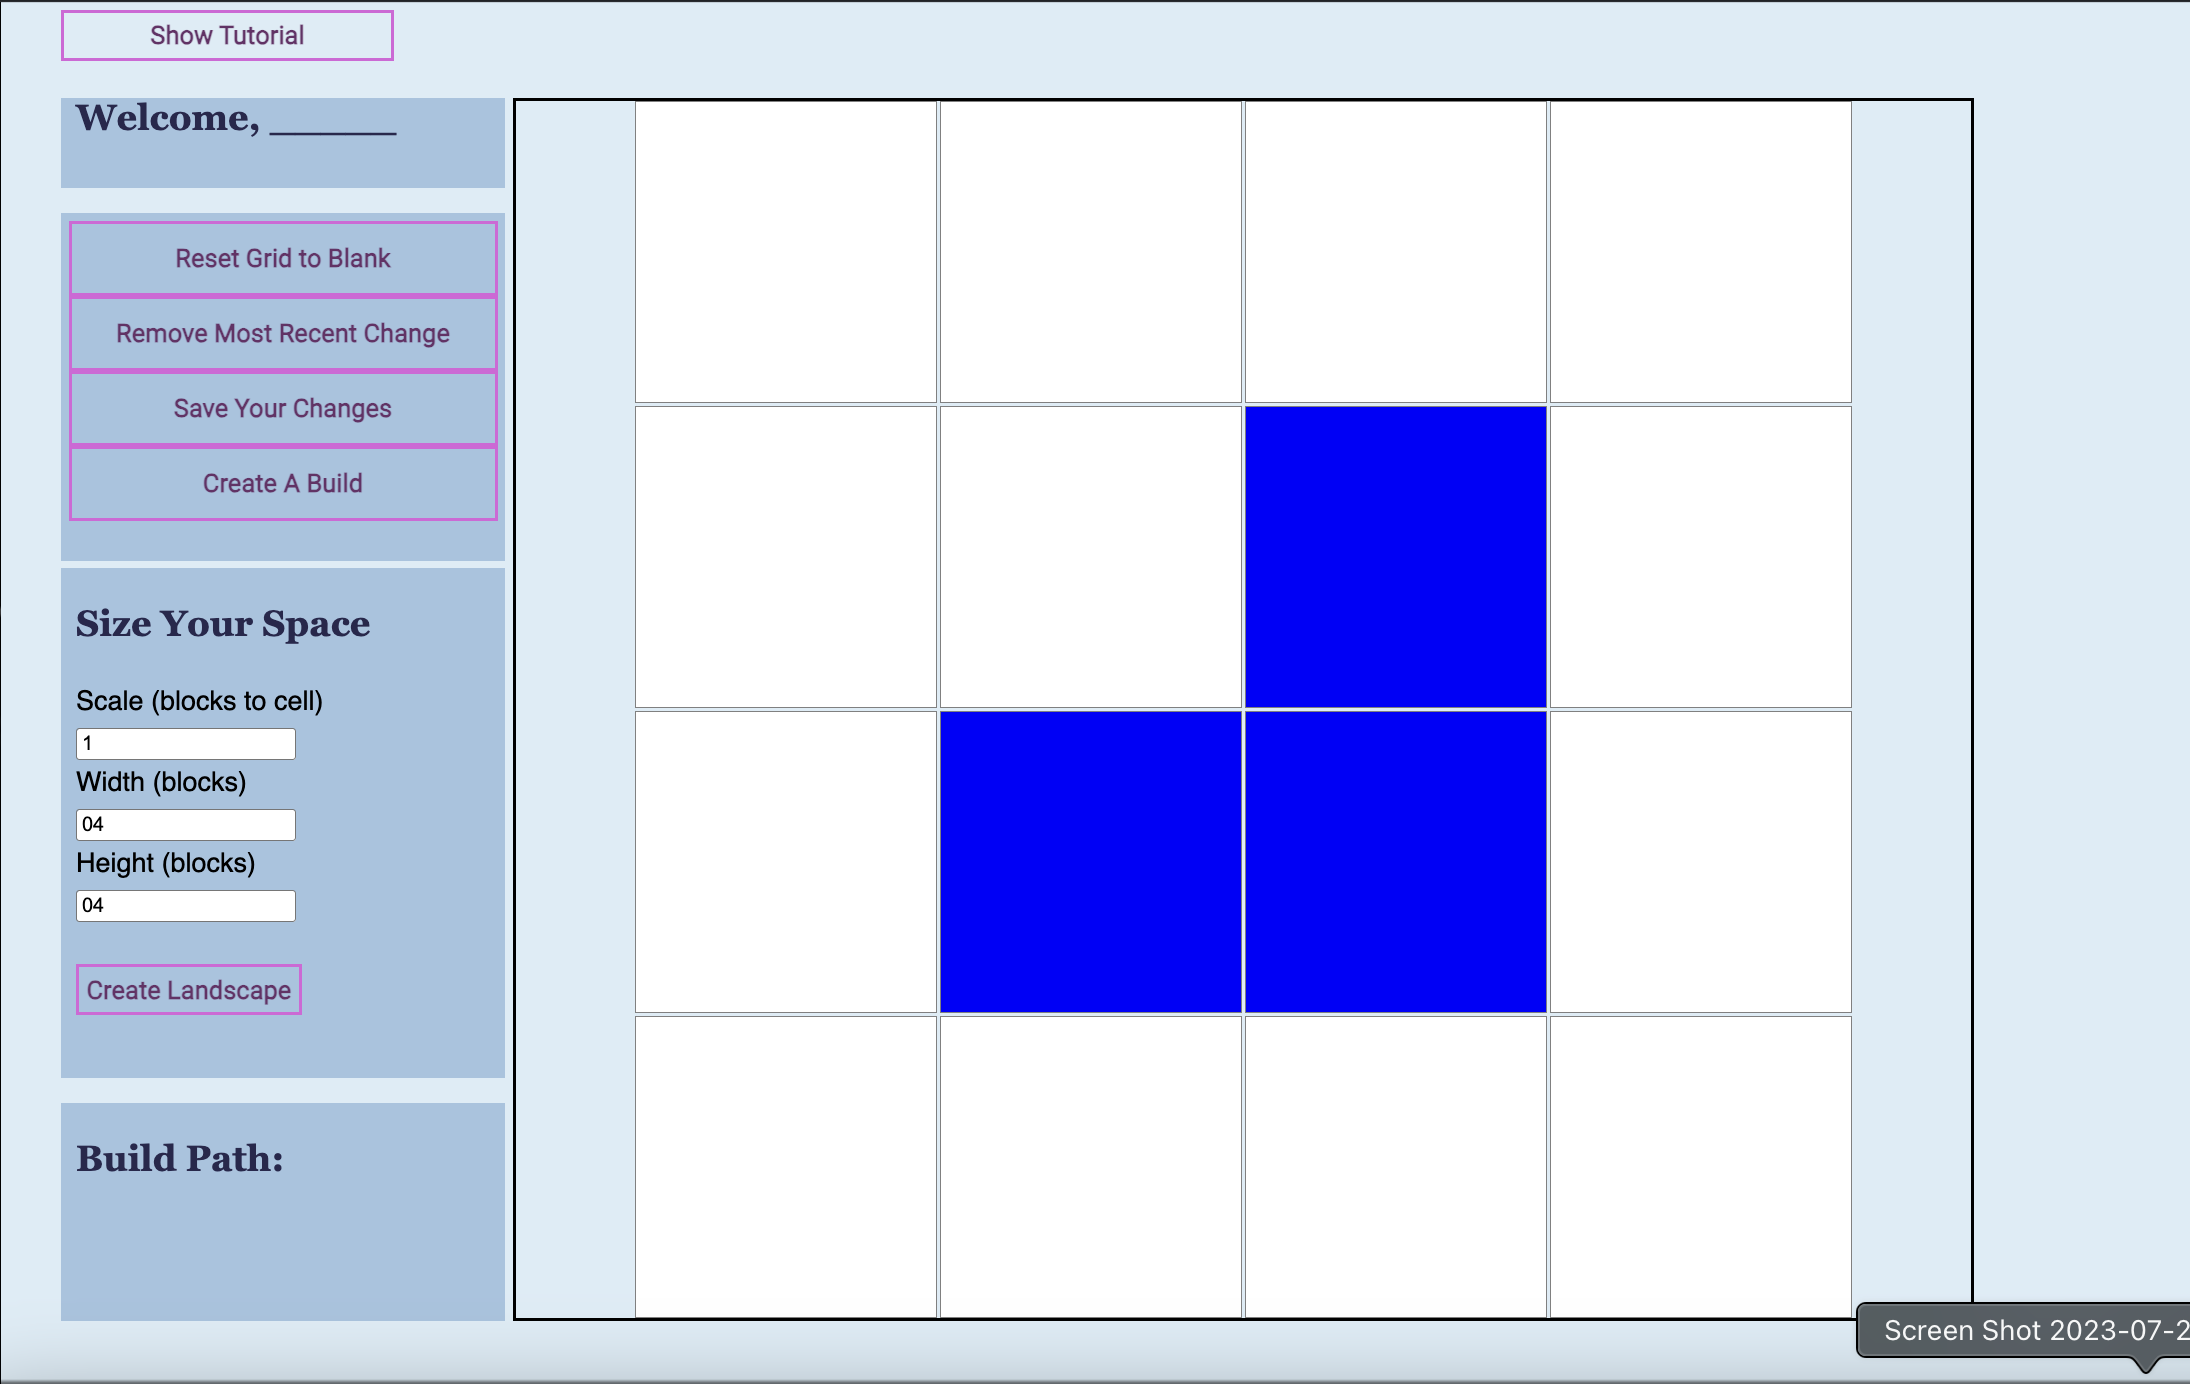 Show Tutorial
Welcome, ______
Reset Grid to Blank
Remove Most Recent Change
Save Your Changes
Create A Build
Size Your Space
Scale (blocks to cell)
1
Width (blocks)
04
Height (blocks)
04
Create Landscape
Build Path:
Screen Shot 2023-07-2